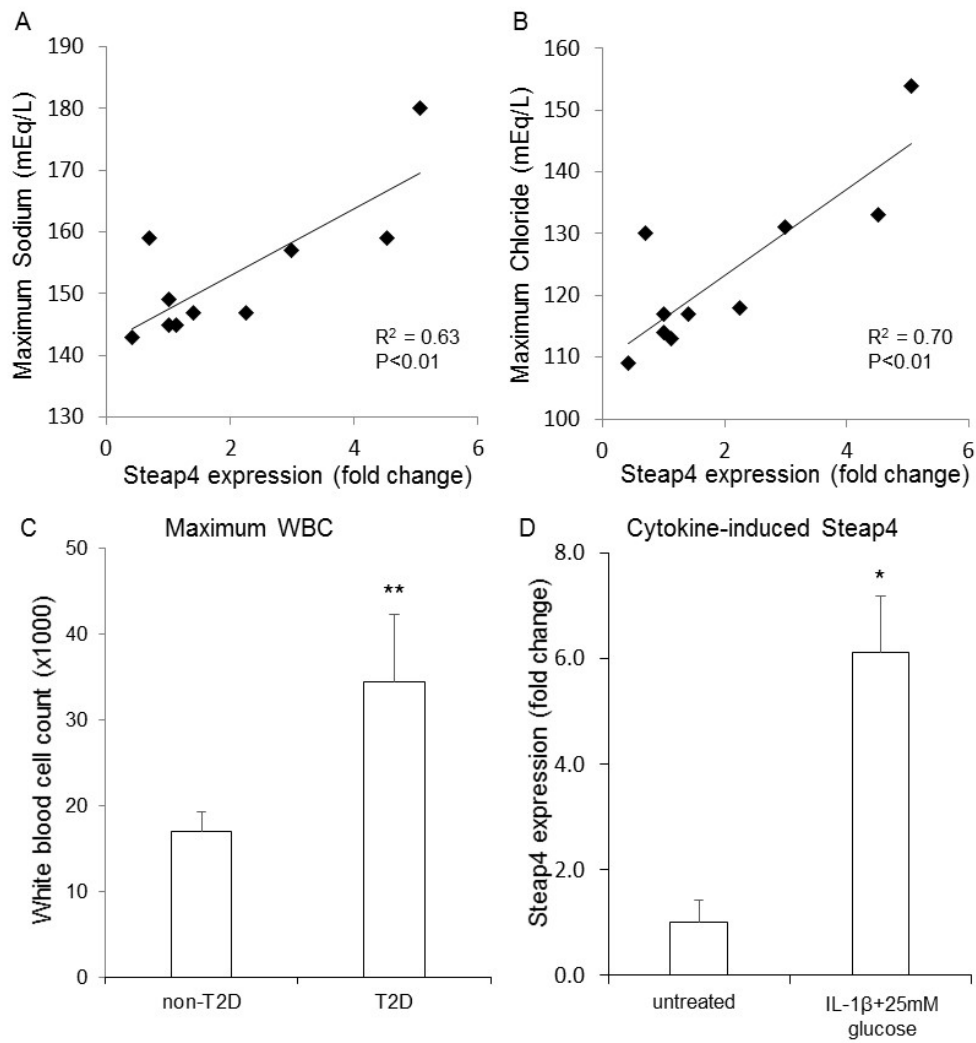 A
Maximum Sodium (mEq/L)
190
180
170
160
150
140
130
R² = 0.63
P<0.01
0
2
4
6
Steap4 expression (fold change)
B
Maximum Chloride (mEq/L)
160
150
140
130
120
110
100
R² = 0.70
P<0.01
0
2
4
6
Steap4 expression (fold change)
C
Maximum WBC
White blood cell count (x1000)
50
40
30
20
10
0
**
non-T2D
T2D
D
Cytokine-induced Steap4
Steap4 expression (fold change)
8.0
6.0
4.0
2.0
0.0
*
untreated
IL-1β+25mM
glucose